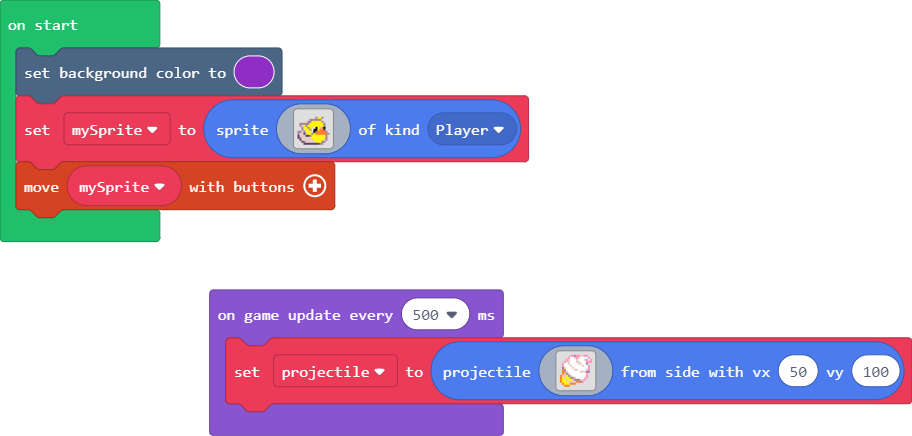 on start
set background color to
set mySprite to sprite of kind Player
move mySprite with buttons
on game update every 500 ms
set projectile to projectile from side with vx 50 vy 100